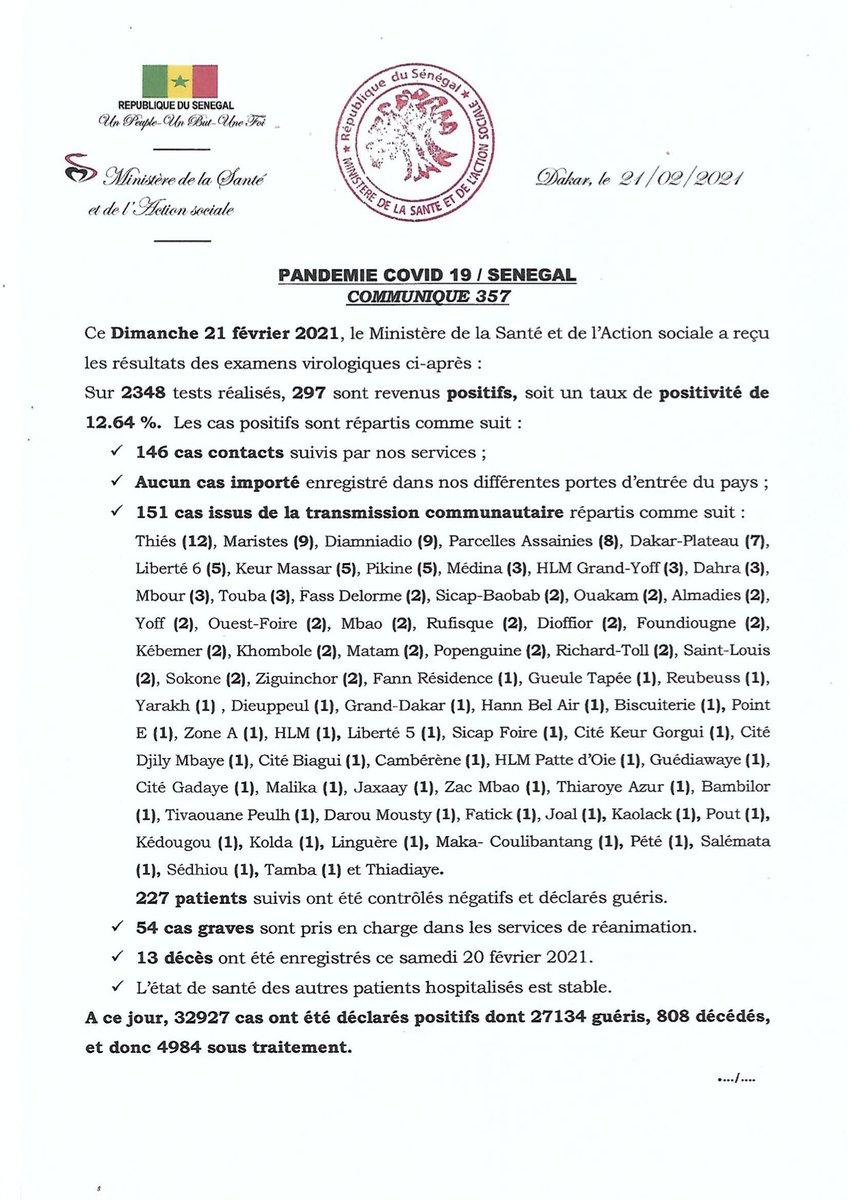 REPUBLIQUE DU SENEGAL
Un Peuple-Un But-Une Foi
Ministère de la Santé
et de l'Action sociale
République du Sénégal
MINISTERE DE LA SANTE ET DE L'ACTION SOCIALE
Dakar, le 21/02/2021
PANDEMIE COVID 19 / SENEGAL
COMMUNIQUE 357
Ce Dimanche 21 février 2021, le Ministère de la Santé et de l'Action sociale a reçu
les résultats des examens virologiques ci-après :
Sur 2348 tests réalisés, 297 sont revenus positifs, soit un taux de positivité de
12.64 %. Les cas positifs sont répartis comme suit :
✓ 146 cas contacts suivis par nos services ;
✓ Aucun cas importé enregistré dans nos différentes portes d'entrée du pays ;
✓ 151 cas issus de la transmission communautaire répartis comme suit :
Thiés (12), Maristes (9), Diamniadio (9), Parcelles Assainies (8), Dakar-Plateau (7),
Liberté 6 (5), Keur Massar (5), Pikine (5), Médina (3), HLM Grand-Yoff (3), Dahra (3),
Mbour (3), Touba (3), Fass Delorme (2), Sicap-Baobab (2), Ouakam (2), Almadies (2),
Yoff (2), Ouest-Foire (2), Mbao (2), Rufisque (2), Dioffior (2), Foundiougne (2),
Kébemer (2), Khombole (2), Matam (2), Popenguine (2), Richard-Toll (2), Saint-Louis
(2), Sokone (2), Ziguinchor (2), Fann Résidence (1), Gueule Tapée (1), Reubeuss (1),
Yarakh (1) , Dieuppeul (1), Grand-Dakar (1), Hann Bel Air (1), Biscuiterie (1), Point
E (1), Zone A (1), HLM (1), Liberté 5 (1), Sicap Foire (1), Cité Keur Gorgui (1), Cité
Djily Mbaye (1), Cité Biagui (1), Cambérène (1), HLM Patte d'Oie (1), Guédiawaye (1),
Cité Gadaye (1), Malika (1), Jaxaay (1), Zac Mbao (1), Thiaroye Azur (1), Bambilor
(1), Tivaouane Peulh (1), Darou Mousty (1), Fatick (1), Joal (1), Kaolack (1), Pout (1),
Kédougou (1), Kolda (1), Linguère (1), Maka- Coulibantang (1), Pété (1), Salémata
(1), Sédhiou (1), Tamba (1) et Thiadiaye.
227 patients suivis ont été contrôlés négatifs et déclarés guéris.
✓ 54 cas graves sont pris en charge dans les services de réanimation.
✓ 13 décès ont été enregistrés ce samedi 20 février 2021.
✓ L'état de santé des autres patients hospitalisés est stable.
A ce jour, 32927 cas ont été déclarés positifs dont 27134 guéris, 808 décédés,
et donc 4984 sous traitement.
..../....